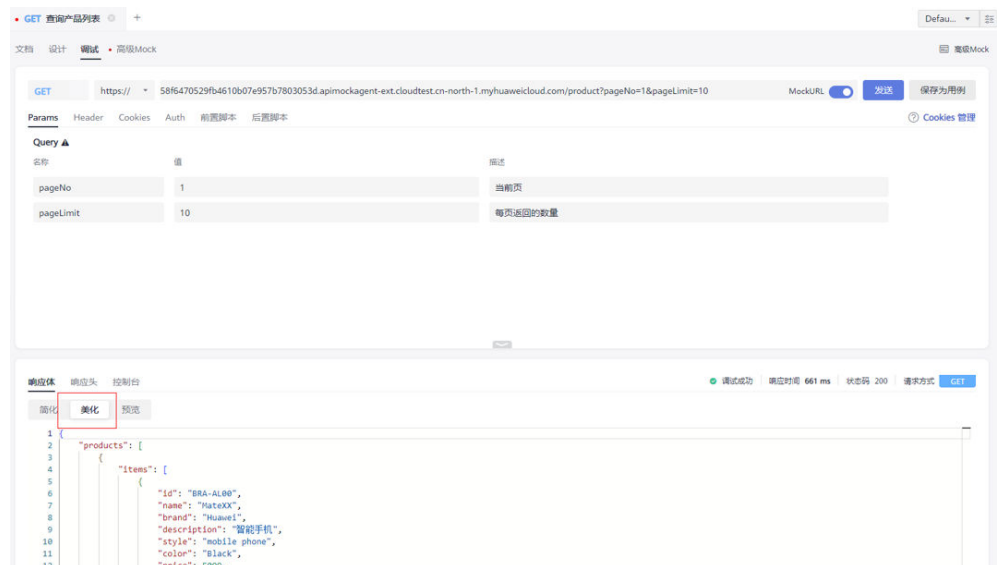 GET 查询产品列表 +
Defau...
文档 设计 调试 高级Mock
高级Mock
GET https:// 58f6470529fb4610b07e957b7803053d.apimockagent-ext.cloudtest.cn-north-1.myhuaweicloud.com/product?pageNo=1&pageLimit=10 MockURL 发送 保存为用例
Params Header Cookies Auth 前置脚本 后置脚本 Cookies 管理
Query
名称 值 描述
pageNo 1 当前页
pageLimit 10 每页返回的数量
响应体 响应头 控制台 调试成功 响应时间 661 ms 状态码 200 请求方式 GET
简化 美化 预览
1 {
2 "products": [
3 {
4 "items": [
5 {
6 "id": "BRA-AL00",
7 "name": "MateXX",
8 "brand": "Huawei",
9 "description": "智能手机",
10 "style": "mobile phone",
11 "color": "Black",